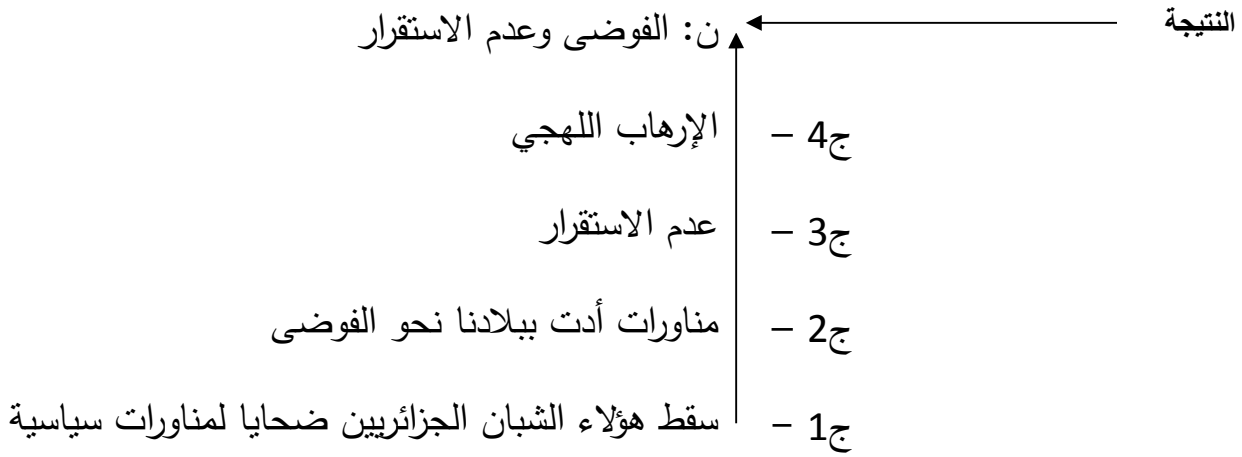 النتيجة
ن: الفوضى وعدم الاستقرار
ج4 – الإرهاب اللهجي
ج3 – عدم الاستقرار
ج2 – مناورات أدت ببلادنا نحو الفوضى
ج1 – سقط هؤلاء الشبان الجزائريين ضحايا لمناورات سياسية